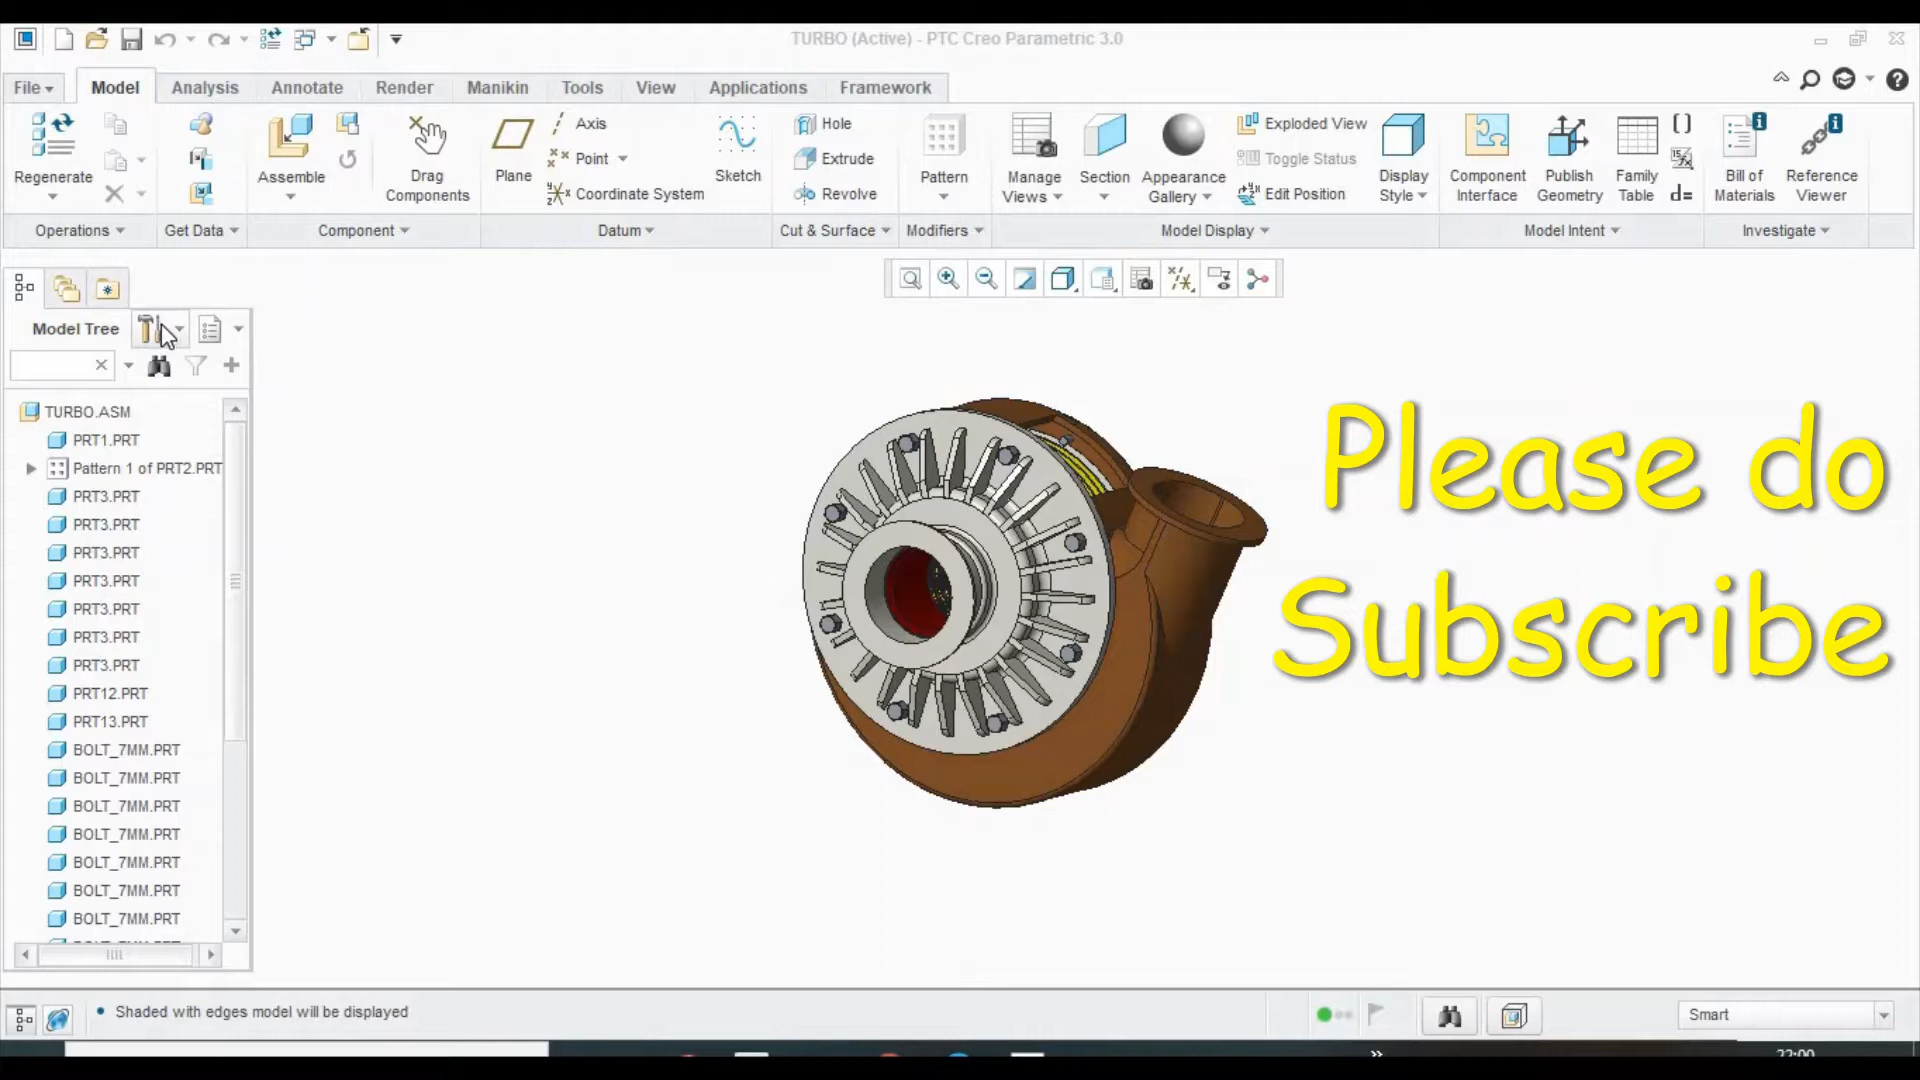 TURBO (Active) - PTC Creo Parametric 3.0
File Model Analysis Annotate Render Manikin Tools View Applications Framework
Regenerate
Assemble
Drag Components
Plane
Axis
Point
Coordinate System
Sketch
Hole
Extrude
Revolve
Pattern
Manage Views
Section
Appearance Gallery
Exploded View
Toggle Status
Edit Position
Display Style
Component Interface
Publish Geometry
Family Table
d=
Bill of Materials
Reference Viewer
Operations Get Data Component Datum Cut & Surface Modifiers Model Display Model Intent Investigate
Model Tree
TURBO.ASM
PRT1.PRT
Pattern 1 of PRT2.PRT
PRT3.PRT
PRT3.PRT
PRT3.PRT
PRT3.PRT
PRT3.PRT
PRT3.PRT
PRT3.PRT
PRT12.PRT
PRT13.PRT
BOLT_7MM.PRT
BOLT_7MM.PRT
BOLT_7MM.PRT
BOLT_7MM.PRT
BOLT_7MM.PRT
BOLT_7MM.PRT
BOLT_7MM.PRT
Please do
Subscribe
Shaded with edges model will be displayed
Smart
22:00